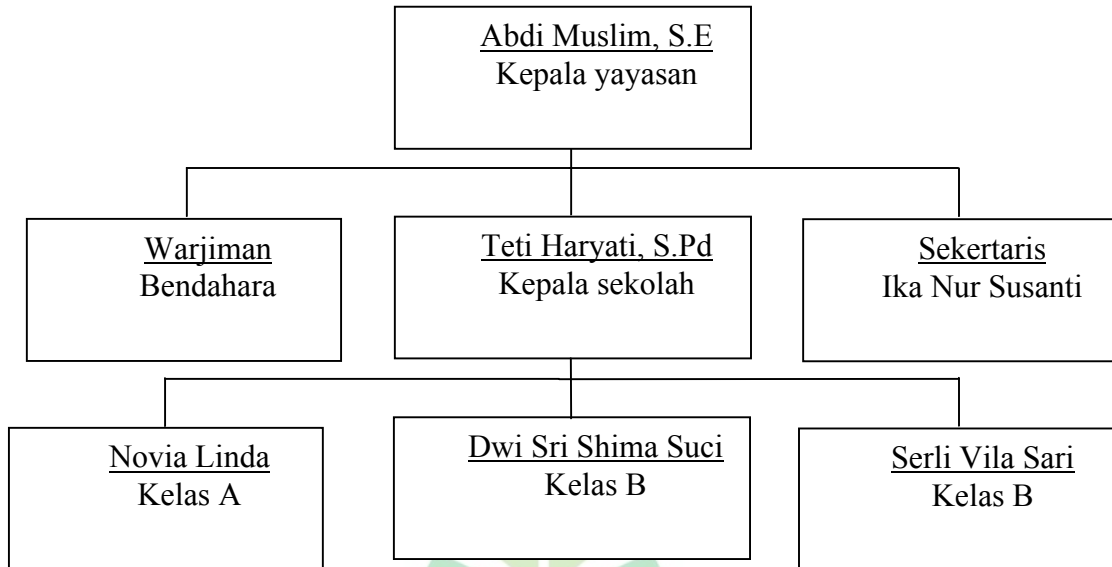 Abdi Muslim, S.E
Kepala yayasan
Warjiman
Bendahara
Teti Haryati, S.Pd
Kepala sekolah
Sekertaris
Ika Nur Susanti
Novia Linda
Kelas A
Dwi Sri Shima Suci
Kelas B
Serli Vila Sari
Kelas B